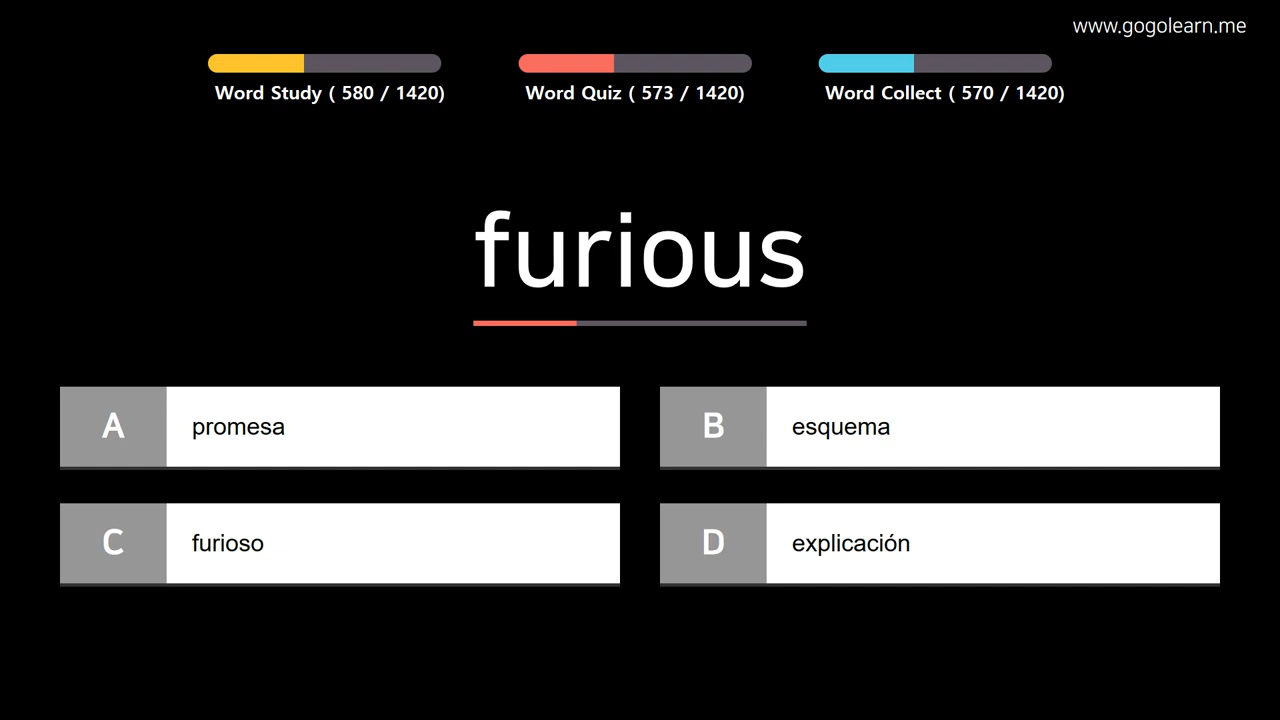 www.gogolearn.me
Word Study ( 580 / 1420)
Word Quiz ( 573 / 1420)
Word Collect ( 570 / 1420)
furious
A promesa
B esquema
C furioso
D explicación